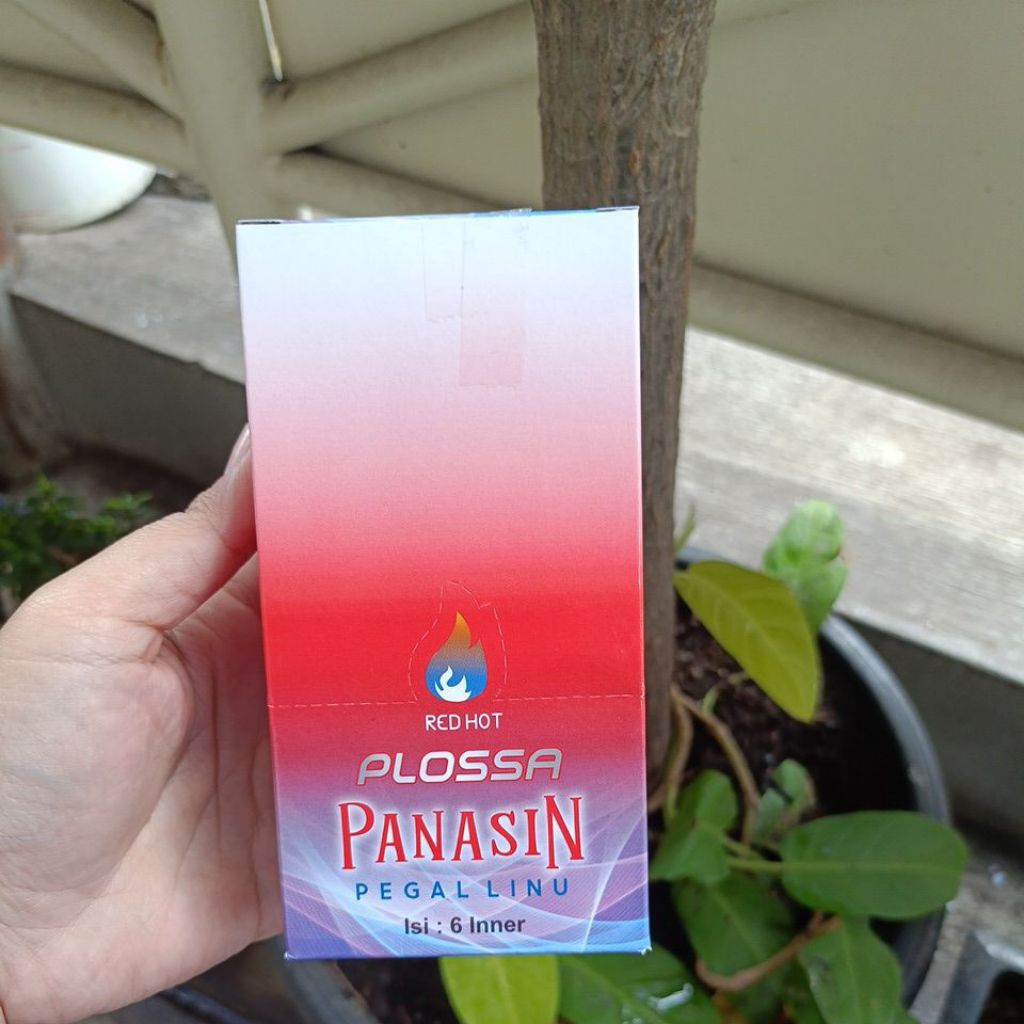 RED HOT
PLOSSA
PANASIN
PEGAL LINU
Isi : 6 Inner